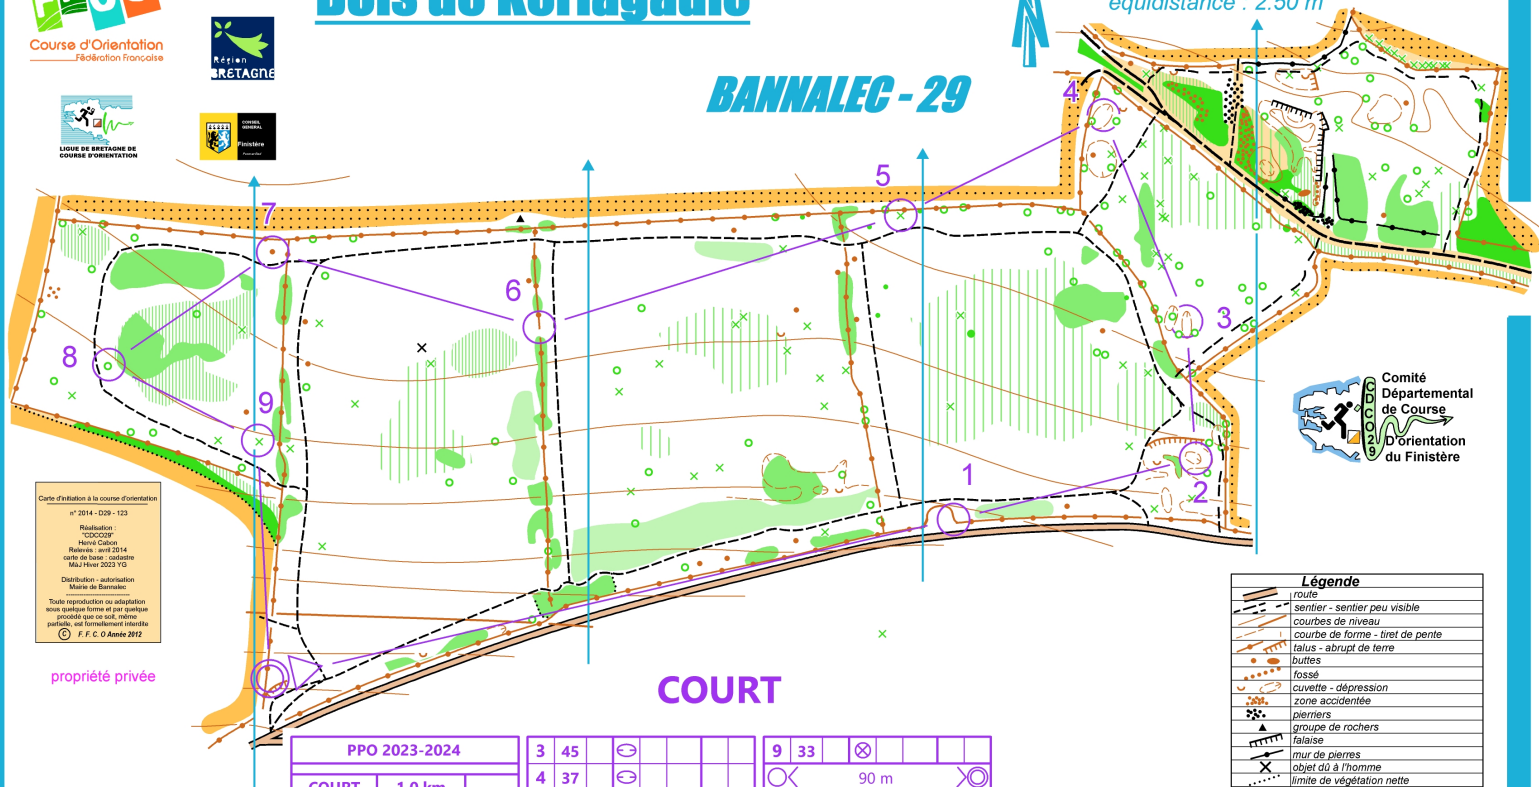 Bois de Kerlagadic
équidistance : 2.50 m
N
Course d'Orientation
Fédération Française
Région
BRETAGNE
BANNALEC - 29
LIGUE DE BRETAGNE DE
COURSE D'ORIENTATION
CONSEIL
GENERAL
Finistère
4
5
7
6
3
8
9
1
2
Comité
Départemental
de Course
D'orientation
du Finistère
CDCO29
Carte d'initiation à la course d'orientation
n° 2014 - D29 - 123
Réalisation :
"CDCO29"
Hervé Cabon
Relevés : avril 2014
carte de base : cadastre
MàJ Hiver 2023 YG
Distribution - autorisation
Mairie de Bannalec
Toute reproduction ou adaptation
sous quelque forme et par quelque
procédé que ce soit, même
partielle, est formellement interdite
© F. F. C. O Année 2012
propriété privée
COURT
PPO 2023-2024
COURT 1.0 km
3 45
4 37
9 33
90 m
Légende
route
sentier - sentier peu visible
courbes de niveau
courbe de forme - tiret de pente
talus - abrupt de terre
buttes
fossé
cuvette - dépression
zone accidentée
pierriers
groupe de rochers
falaise
mur de pierres
objet dû à l'homme
limite de végétation nette